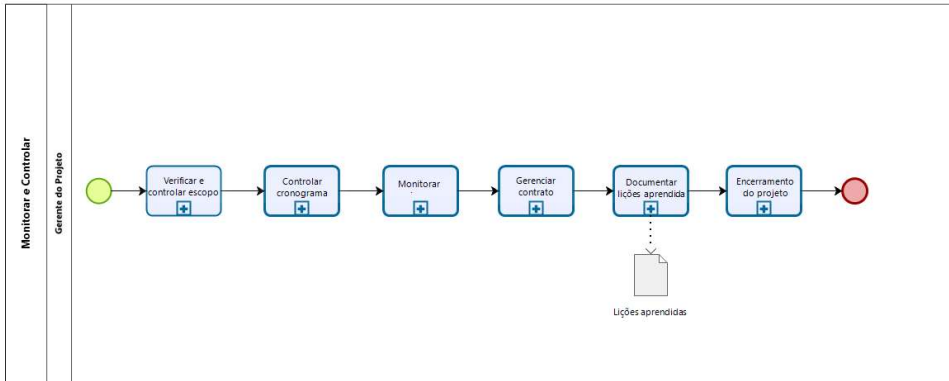 Monitorar e Controlar
Gerente do Projeto
Verificar e
controlar escopo
Controlar
cronograma
Monitorar
Gerenciar
contrato
Documentar
lições aprendida
Encerramento
do projeto
Lições aprendidas